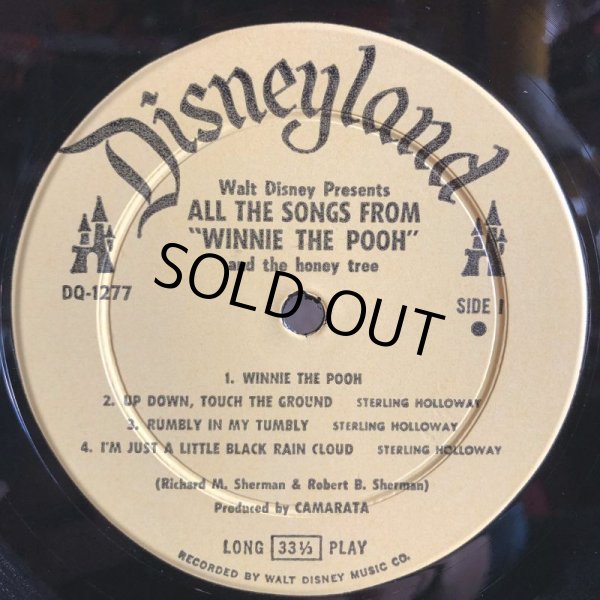 Disneyland
Walt Disney Presents
ALL THE SONGS FROM
"WINNIE THE POOH"
and the honey tree
DQ-1277
SIDE 1
SOLD OUT
1. WINNIE THE POOH
2. UP DOWN, TOUCH THE GROUND STERLING HOLLOWAY
3. RUMBLY IN MY TUMBLY STERLING HOLLOWAY
4. I'M JUST A LITTLE BLACK RAIN CLOUD STERLING HOLLOWAY
(Richard M. Sherman & Robert B. Sherman)
Produced by CAMARATA
LONG 33⅓ PLAY
RECORDED BY WALT DISNEY MUSIC CO.